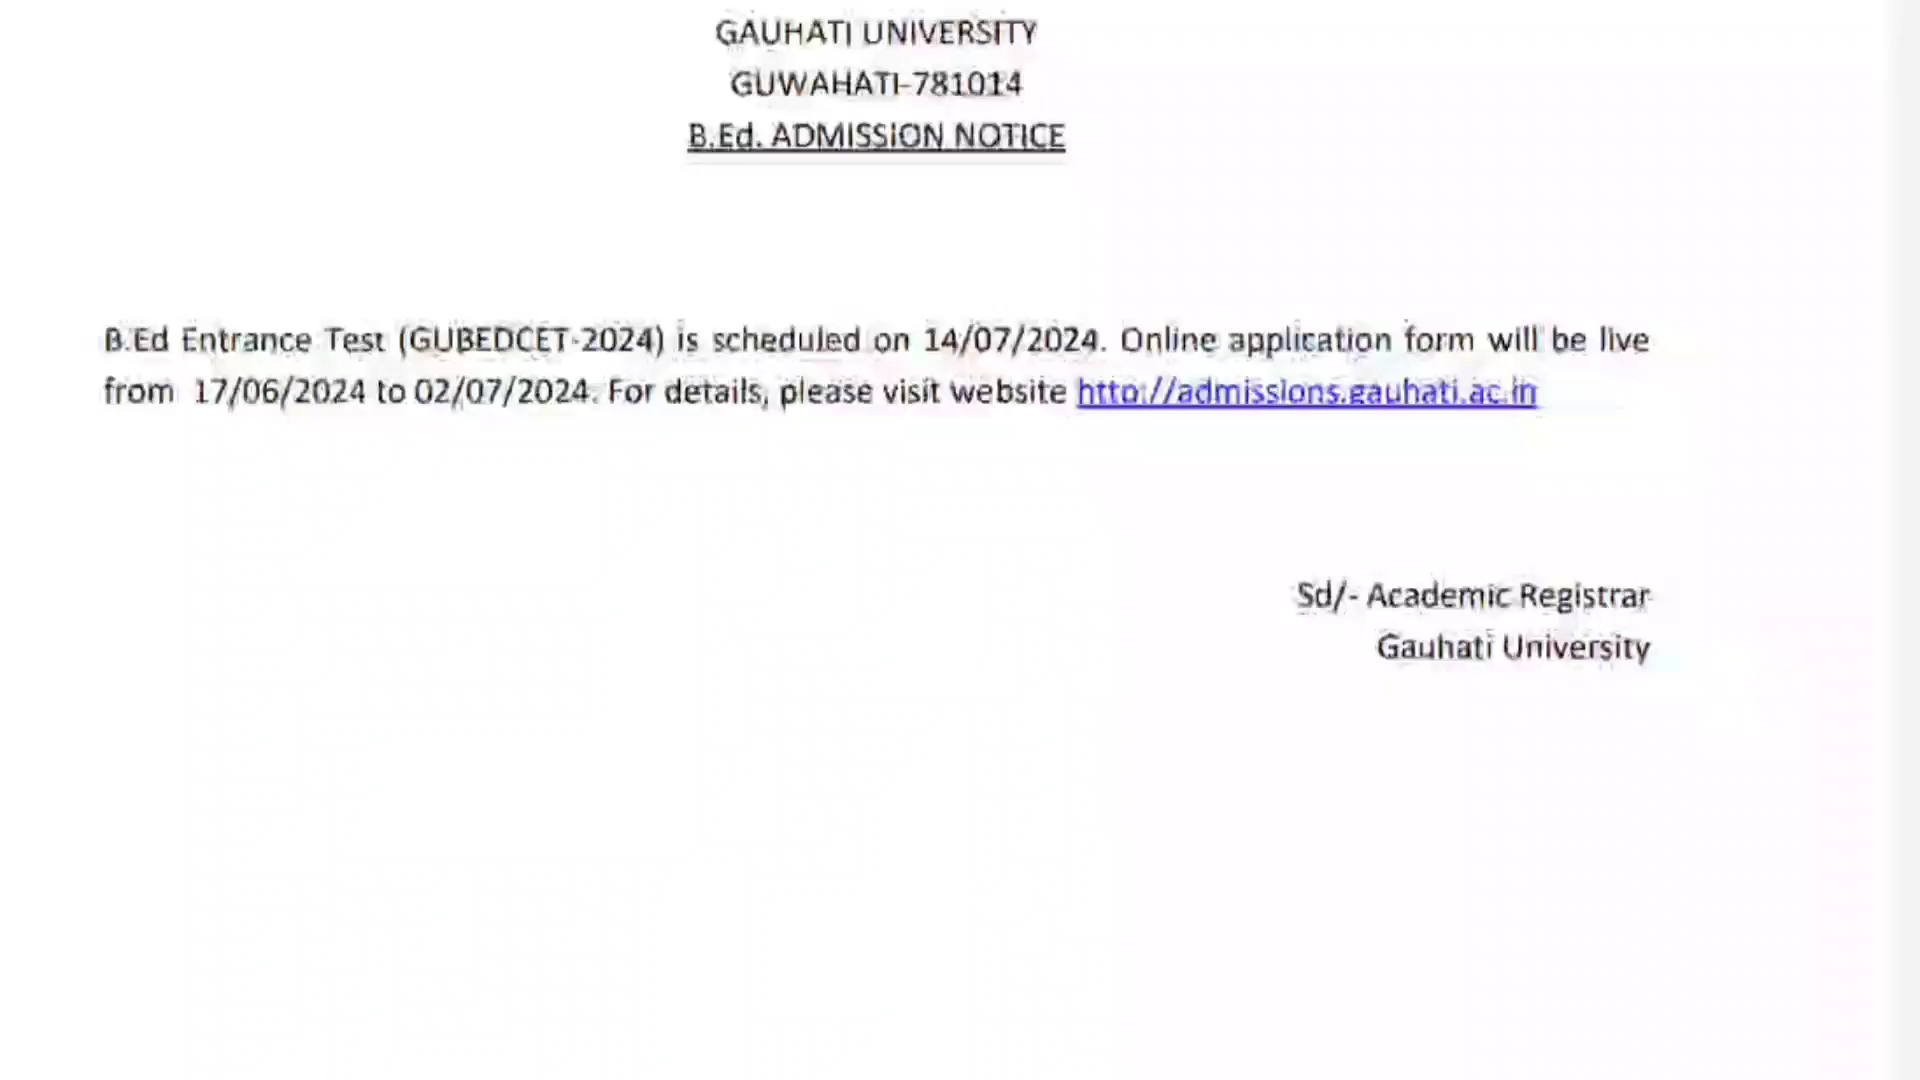 GAUHATI UNIVERSITY
GUWAHATI-781014
B.Ed. ADMISSION NOTICE
B.Ed Entrance Test (GUBEDCET-2024) is scheduled on 14/07/2024. Online application form will be live
from 17/06/2024 to 02/07/2024. For details, please visit website http://admissions.gauhati.ac.in
Sd/- Academic Registrar
Gauhati University